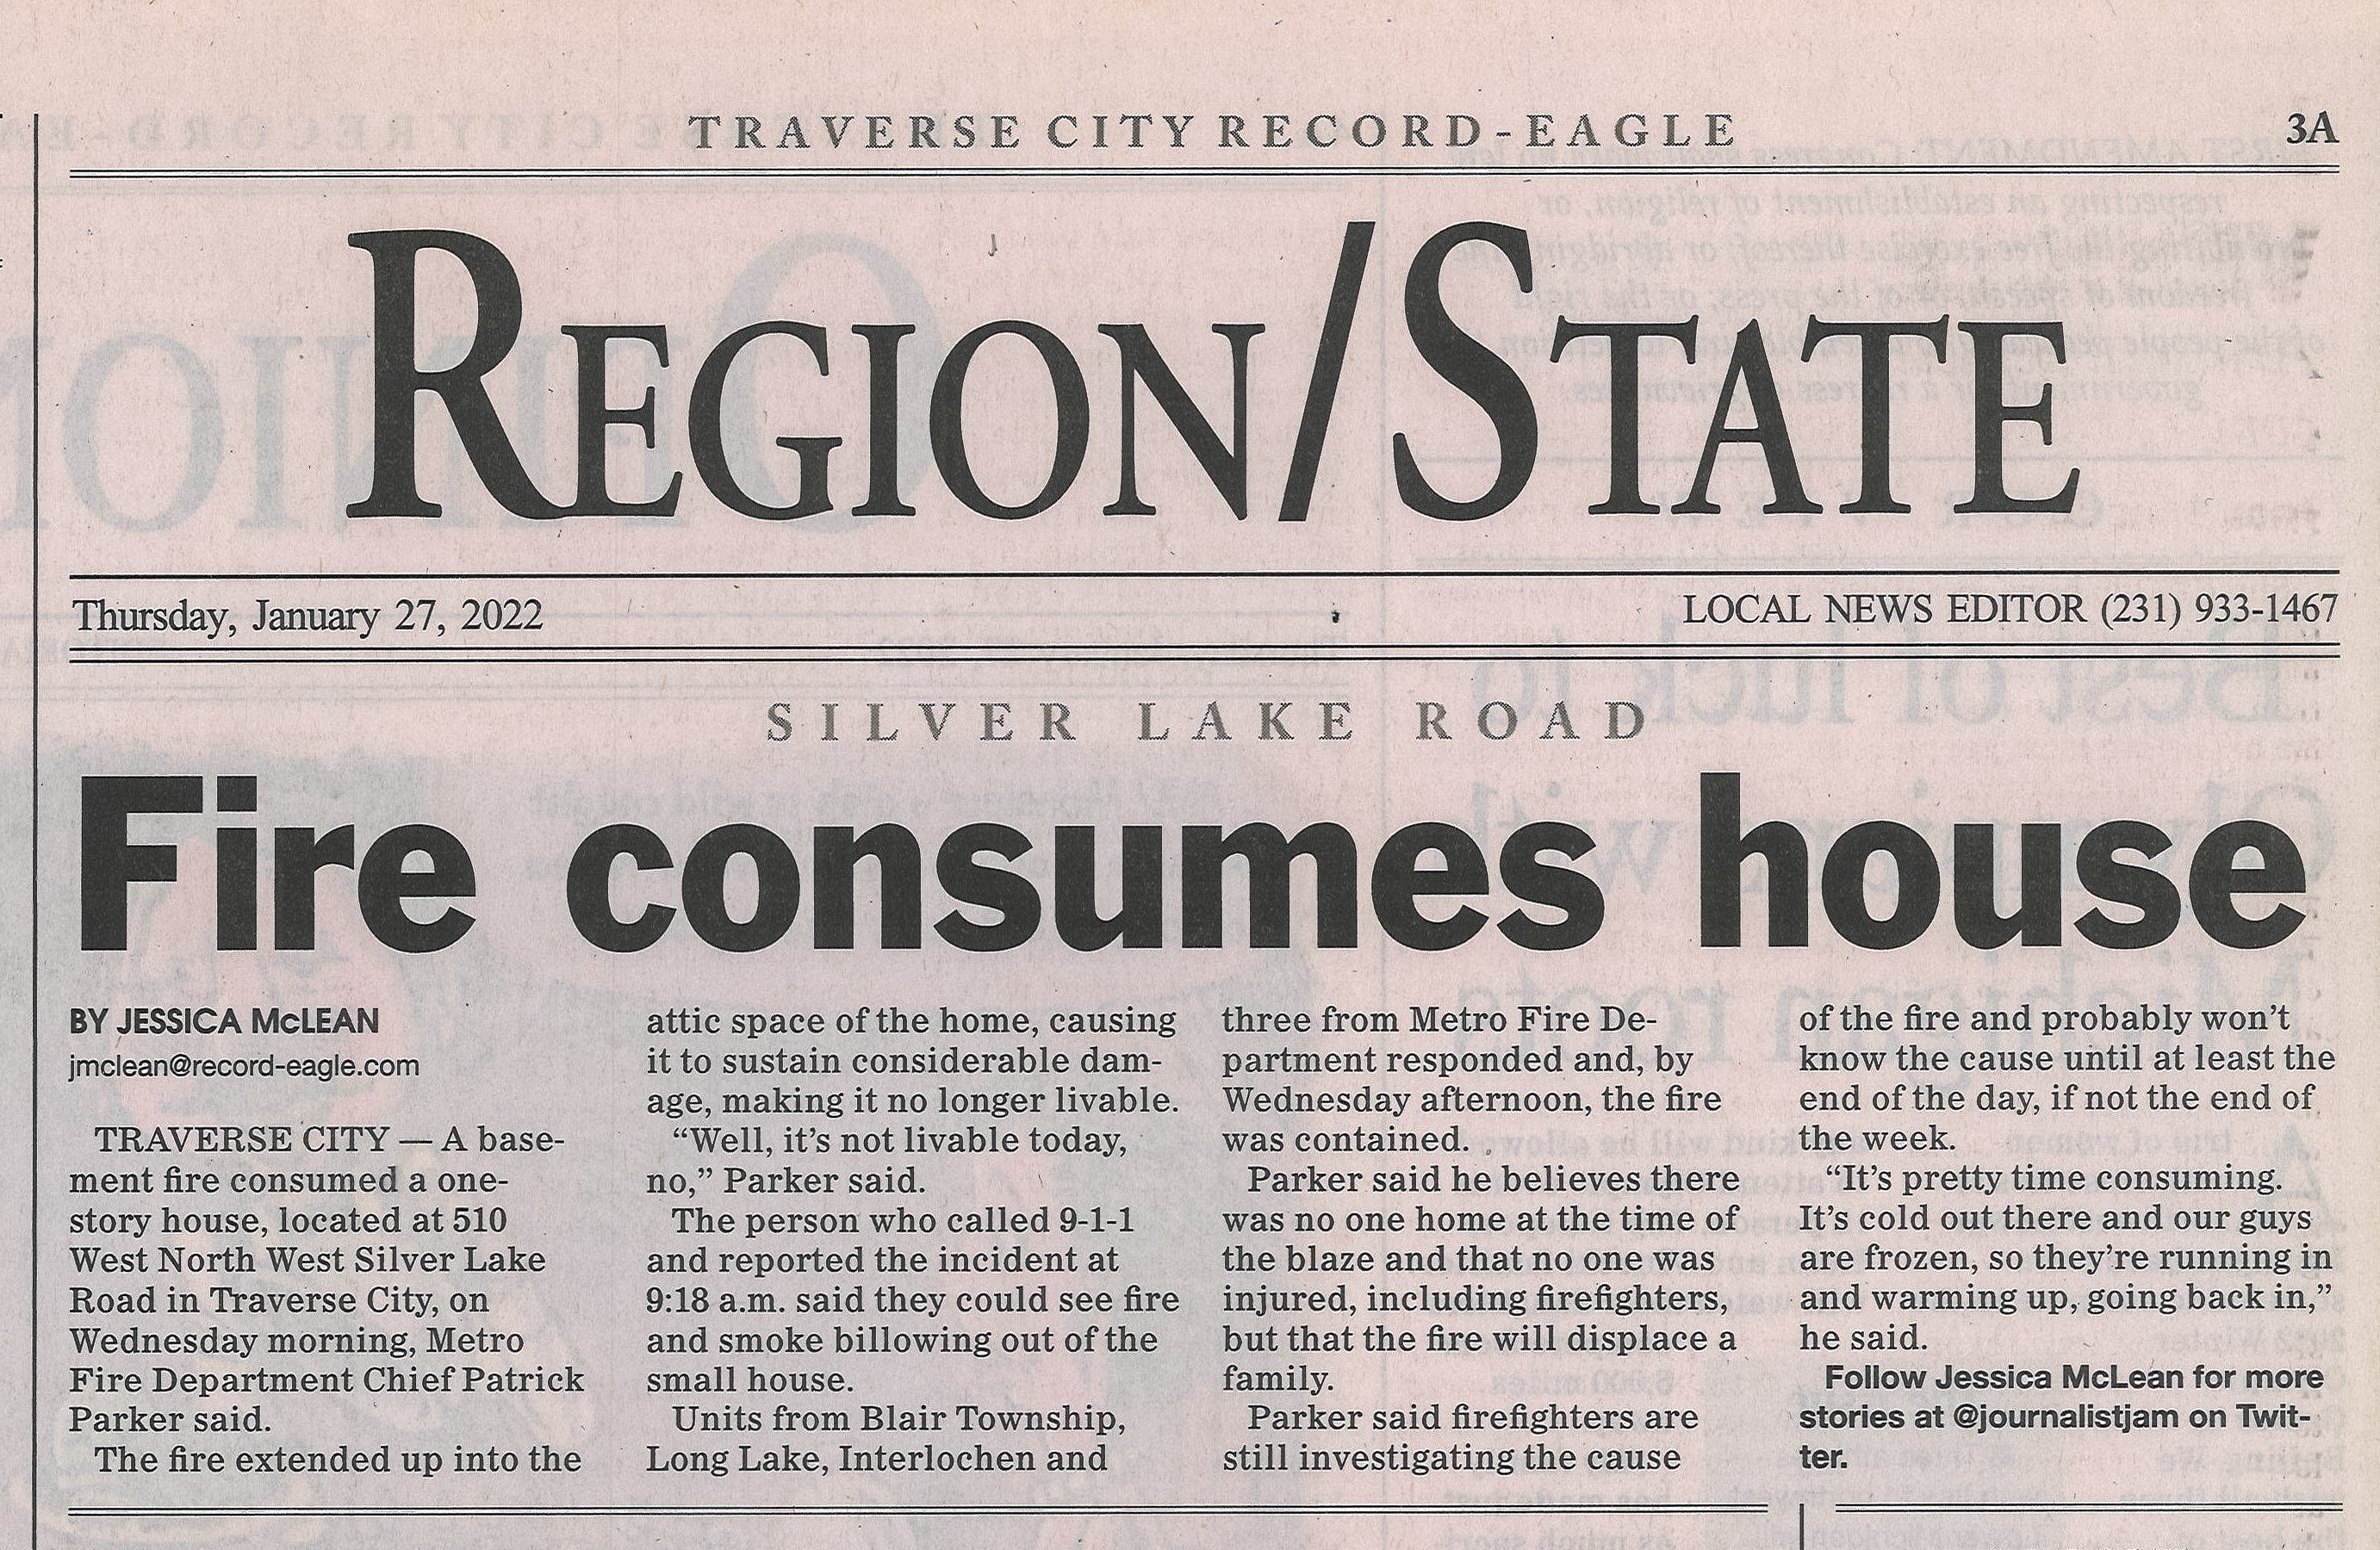 TRAVERSE CITY RECORD-EAGLE
3A
REGION/STATE
Thursday, January 27, 2022
LOCAL NEWS EDITOR (231) 933-1467
SILVER LAKE ROAD
Fire consumes house
BY JESSICA McLEAN
jmclean@record-eagle.com
TRAVERSE CITY — A base-
ment fire consumed a one-
story house, located at 510
West North West Silver Lake
Road in Traverse City, on
Wednesday morning, Metro
Fire Department Chief Patrick
Parker said.
The fire extended up into the
attic space of the home, causing
it to sustain considerable dam-
age, making it no longer livable.
“Well, it’s not livable today,
no,” Parker said.
The person who called 9-1-1
and reported the incident at
9:18 a.m. said they could see fire
and smoke billowing out of the
small house.
Units from Blair Township,
Long Lake, Interlochen and
three from Metro Fire De-
partment responded and, by
Wednesday afternoon, the fire
was contained.
Parker said he believes there
was no one home at the time of
the blaze and that no one was
injured, including firefighters,
but that the fire will displace a
family.
Parker said firefighters are
still investigating the cause
of the fire and probably won’t
know the cause until at least the
end of the day, if not the end of
the week.
“It’s pretty time consuming.
It’s cold out there and our guys
are frozen, so they’re running in
and warming up, going back in,”
he said.
Follow Jessica McLean for more
stories at @journalistjam on Twit-
ter.